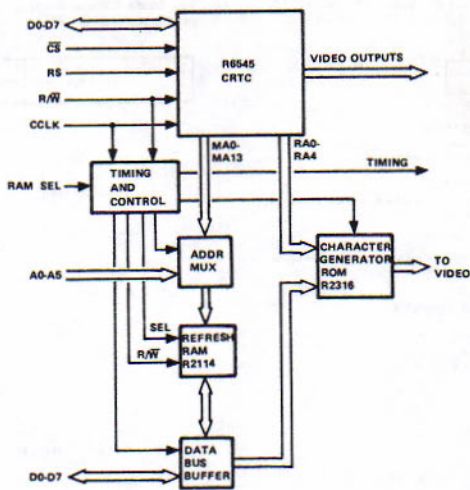 D0-D7
CS
RS
R/W
CCLK
R6545
CRTC
VIDEO OUTPUTS
MA0-
MA13
RA0-
RA4
TIMING
RAM SEL
TIMING
AND
CONTROL
ADDR
MUX
CHARACTER
GENERATOR
ROM
R2316
TO
VIDEO
A0-A5
SEL
R/W
REFRESH
RAM
R2114
DATA
BUS
BUFFER
D0-D7